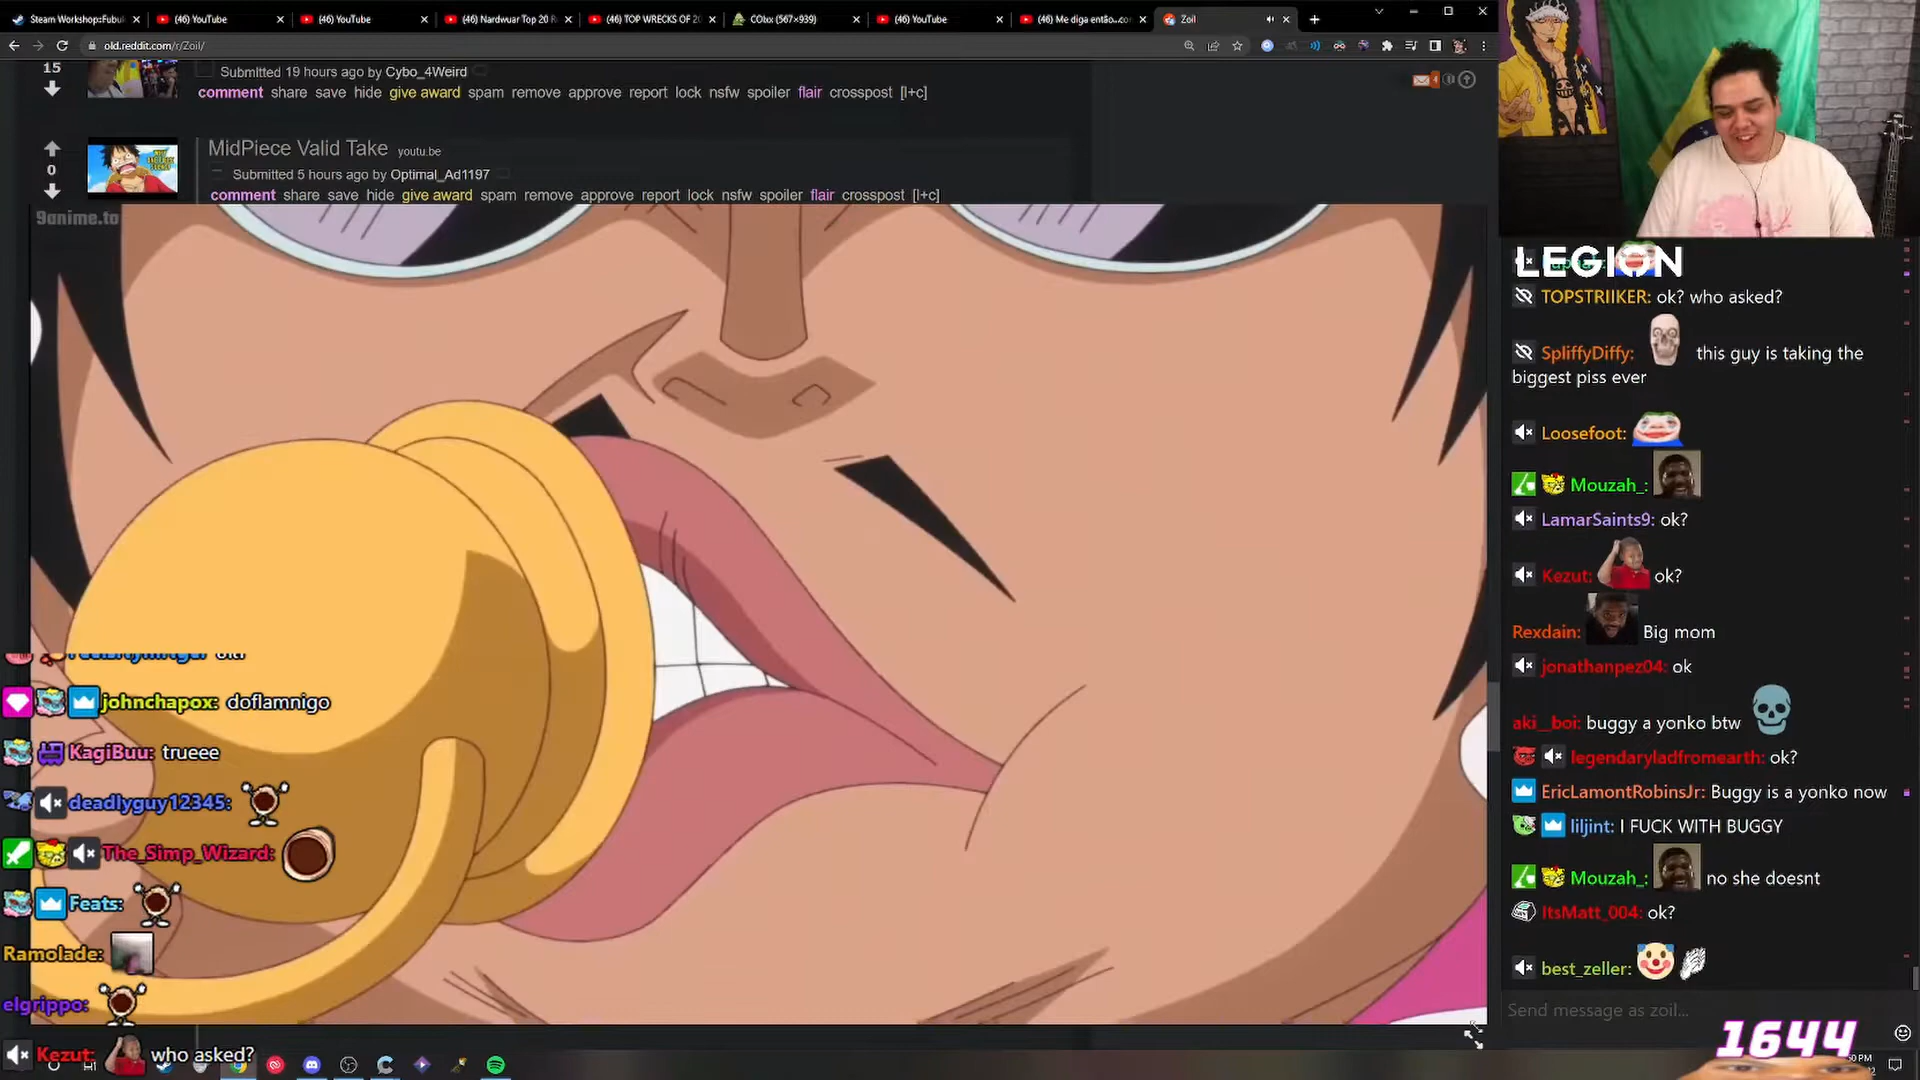 Steam Workshop:Fubuk
(46) YouTube
(46) YouTube
(46) Nardwuar Top 20 R
(46) TOP WRECKS OF 20
COlxx (567×939)
(46) YouTube
(46) Me diga então...co
Zoil
old.reddit.com/r/Zoil/
15
Submitted 19 hours ago by Cybo_4Weird
comment share save hide give award spam remove approve report lock nsfw spoiler flair crosspost [l+c]
0
MidPiece Valid Take youtu.be
Submitted 5 hours ago by Optimal_Ad1197
comment share save hide give award spam remove approve report lock nsfw spoiler flair crosspost [l+c]
9anime.to
johnchapox: doflamnigo
KagiBuu: trueee
deadlyguy12345:
The_Simp_Wizard:
Feats:
Ramolade:
elgrippo:
Kezut: who asked?
LEGION
TOPSTRIIKER: ok? who asked?
SpliffyDiffy: this guy is taking the
biggest piss ever
Loosefoot:
Mouzah_:
LamarSaints9: ok?
Kezut: ok?
Rexdain: Big mom
jonathanpez04: ok
aki__boi: buggy a yonko btw
legendaryladfromearth: ok?
EricLamontRobinsJr: Buggy is a yonko now
liljint: I FUCK WITH BUGGY
Mouzah_: no she doesnt
ItsMatt_004: ok?
best_zeller:
Send message as zoil...
1644